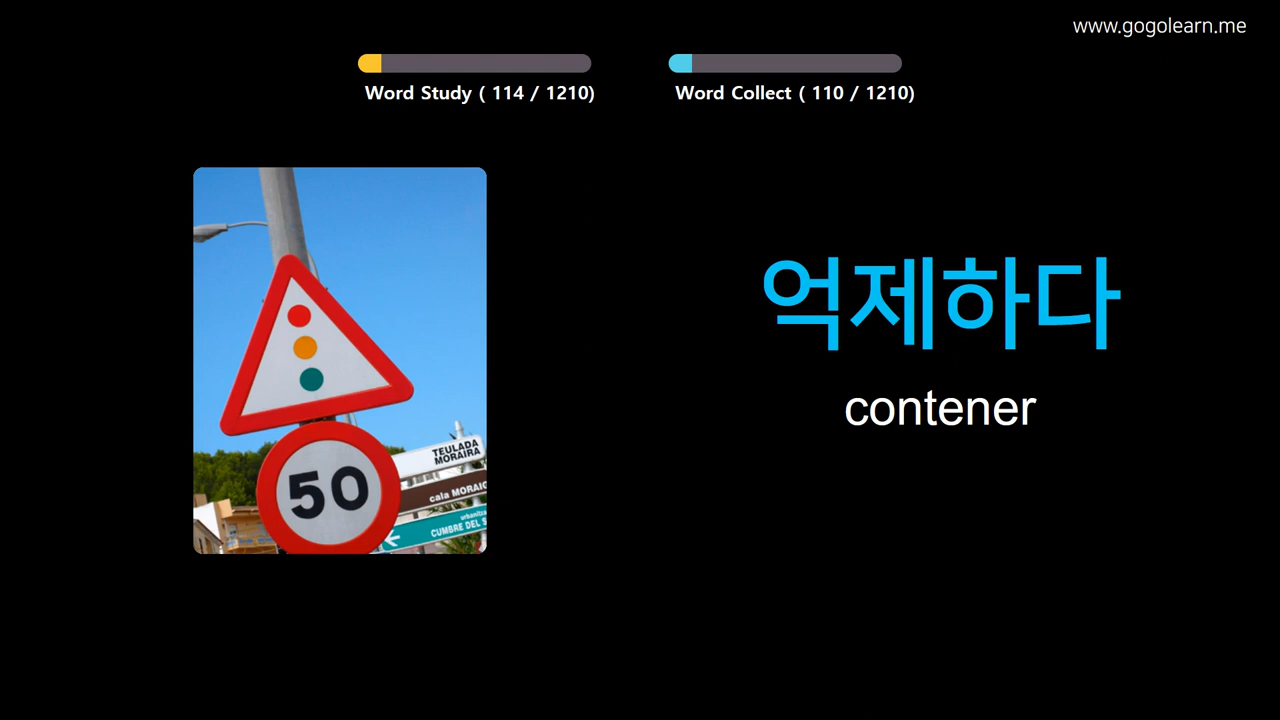 www.gogolearn.me
Word Study ( 114 / 1210)
Word Collect ( 110 / 1210)
억제하다
contener
50
TEULADA
MORAIRA
cala MORAIG
urbanitza
CUMBRE DEL S